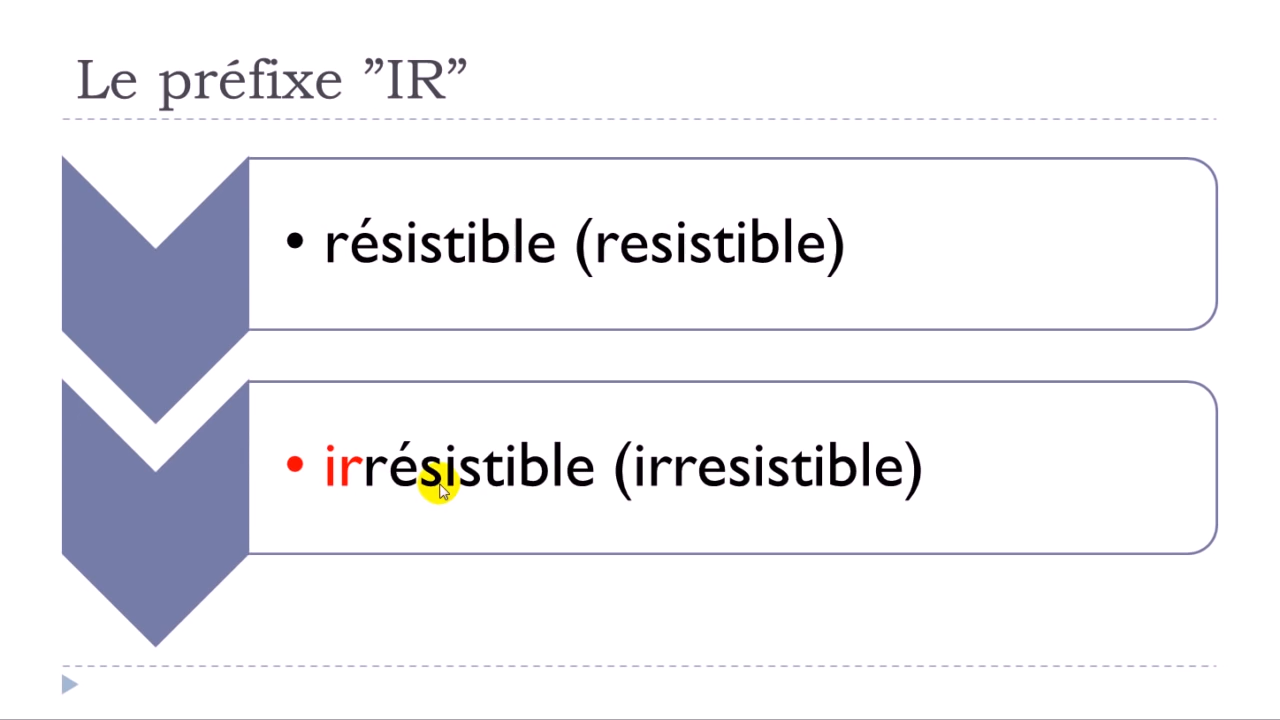 Le préfixe ”IR”
• résistible (resistible)
• irrésistible (irresistible)